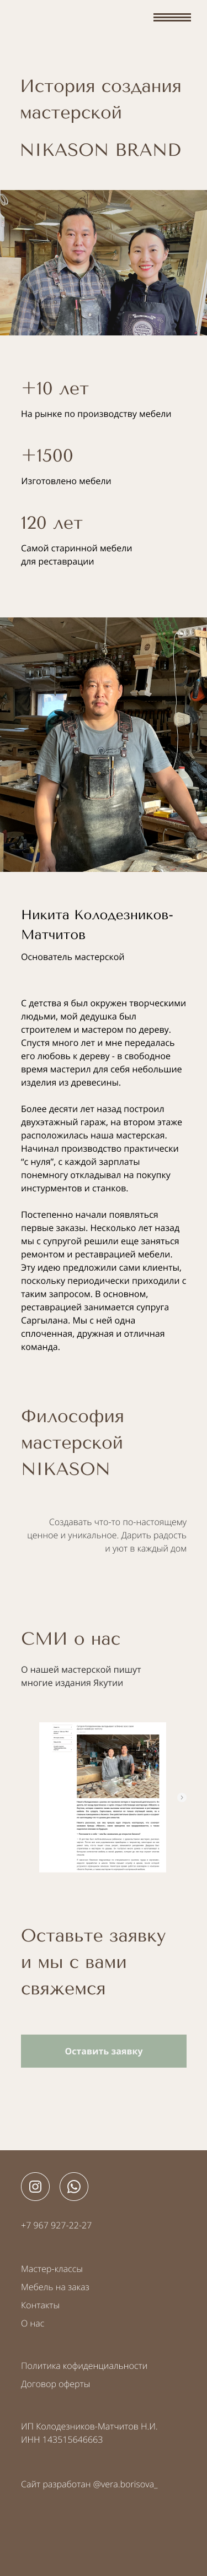 История создания
мастерской
NIKASON BRAND
+10 лет
На рынке по производству мебели
+1500
Изготовлено мебели
120 лет
Самой старинной мебели
для реставрации
Никита Колодезников-
Матчитов
Основатель мастерской
С детства я был окружен творческими
людьми, мой дедушка был
строителем и мастером по дереву.
Спустя много лет и мне передалась
его любовь к дереву - в свободное
время мастерил для себя небольшие
изделия из древесины.
Более десяти лет назад построил
двухэтажный гараж, на втором этаже
расположилась наша мастерская.
Начинал производство практически
“с нуля”, с каждой зарплаты
понемногу откладывал на покупку
инстурментов и станков.
Постепенно начали появляться
первые заказы. Несколько лет назад
мы с супругой решили еще заняться
ремонтом и реставрацией мебели.
Эту идею предложили сами клиенты,
поскольку периодически приходили с
таким запросом. В основном,
реставрацией занимается супруга
Саргылана. Мы с ней одна
сплоченная, дружная и отличная
команда.
Философия
мастерской
NIKASON
Создавать что-то по-настоящему
ценное и уникальное. Дарить радость
и уют в каждый дом
СМИ о нас
О нашей мастерской пишут
многие издания Якутии
Оставьте заявку
и мы с вами
свяжемся
Оставить заявку
+7 967 927-22-27
Мастер-классы
Мебель на заказ
Контакты
О нас
Политика кофиденциальности
Договор оферты
ИП Колодезников-Матчитов Н.И.
ИНН 143515646663
Сайт разработан @vera.borisova_